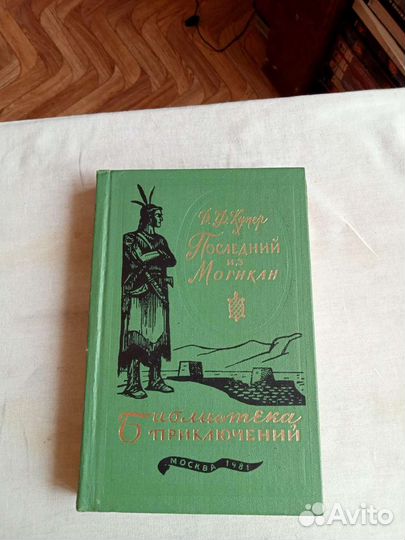 Д. Ф. Купер
Последний
из
Могикан
Библиотека
приключений
МОСКВА 1981
Avito